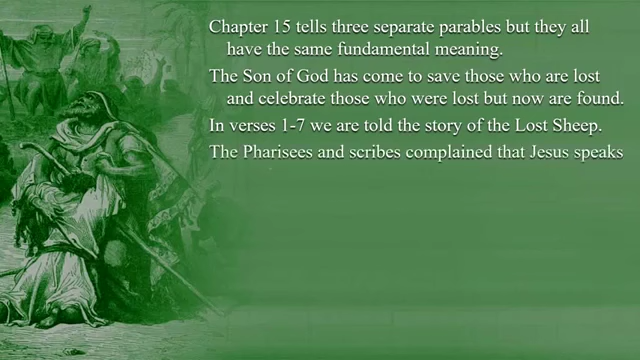 Chapter 15 tells three separate parables but they all
have the same fundamental meaning.
The Son of God has come to save those who are lost
and celebrate those who were lost but now are found.
In verses 1-7 we are told the story of the Lost Sheep.
The Pharisees and scribes complained that Jesus speaks